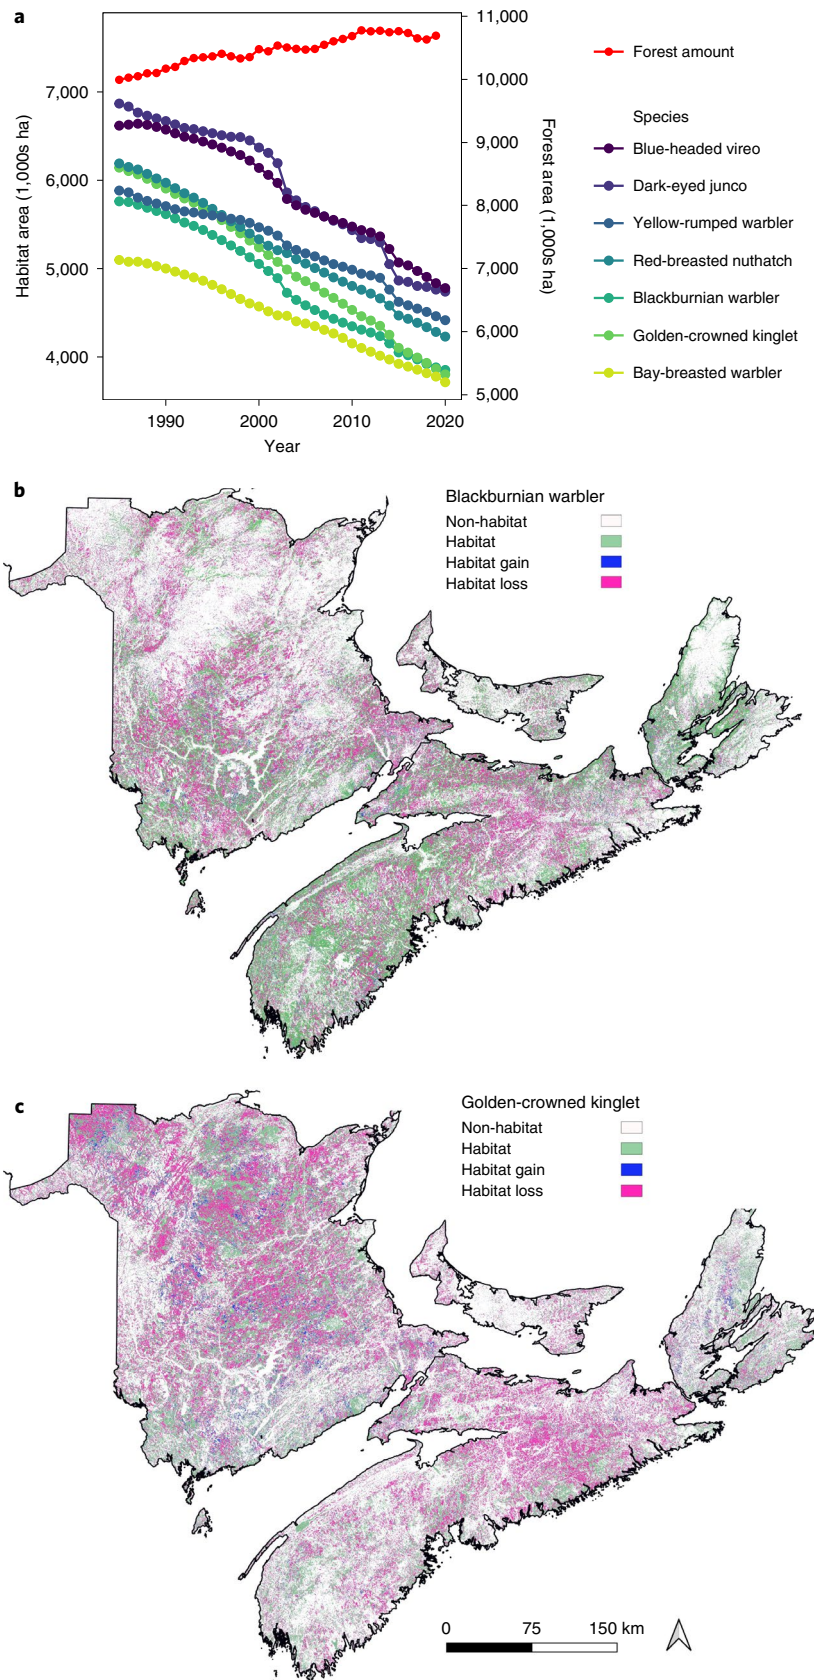 a
Habitat area (1,000s ha)
7,000
6,000
5,000
4,000
11,000
10,000
9,000
8,000
7,000
6,000
5,000
Forest area (1,000s ha)
1990
2000
2010
2020
Year
Forest amount
Species
Blue-headed vireo
Dark-eyed junco
Yellow-rumped warbler
Red-breasted nuthatch
Blackburnian warbler
Golden-crowned kinglet
Bay-breasted warbler
b
Blackburnian warbler
Non-habitat
Habitat
Habitat gain
Habitat loss
c
Golden-crowned kinglet
Non-habitat
Habitat
Habitat gain
Habitat loss
0
75
150 km